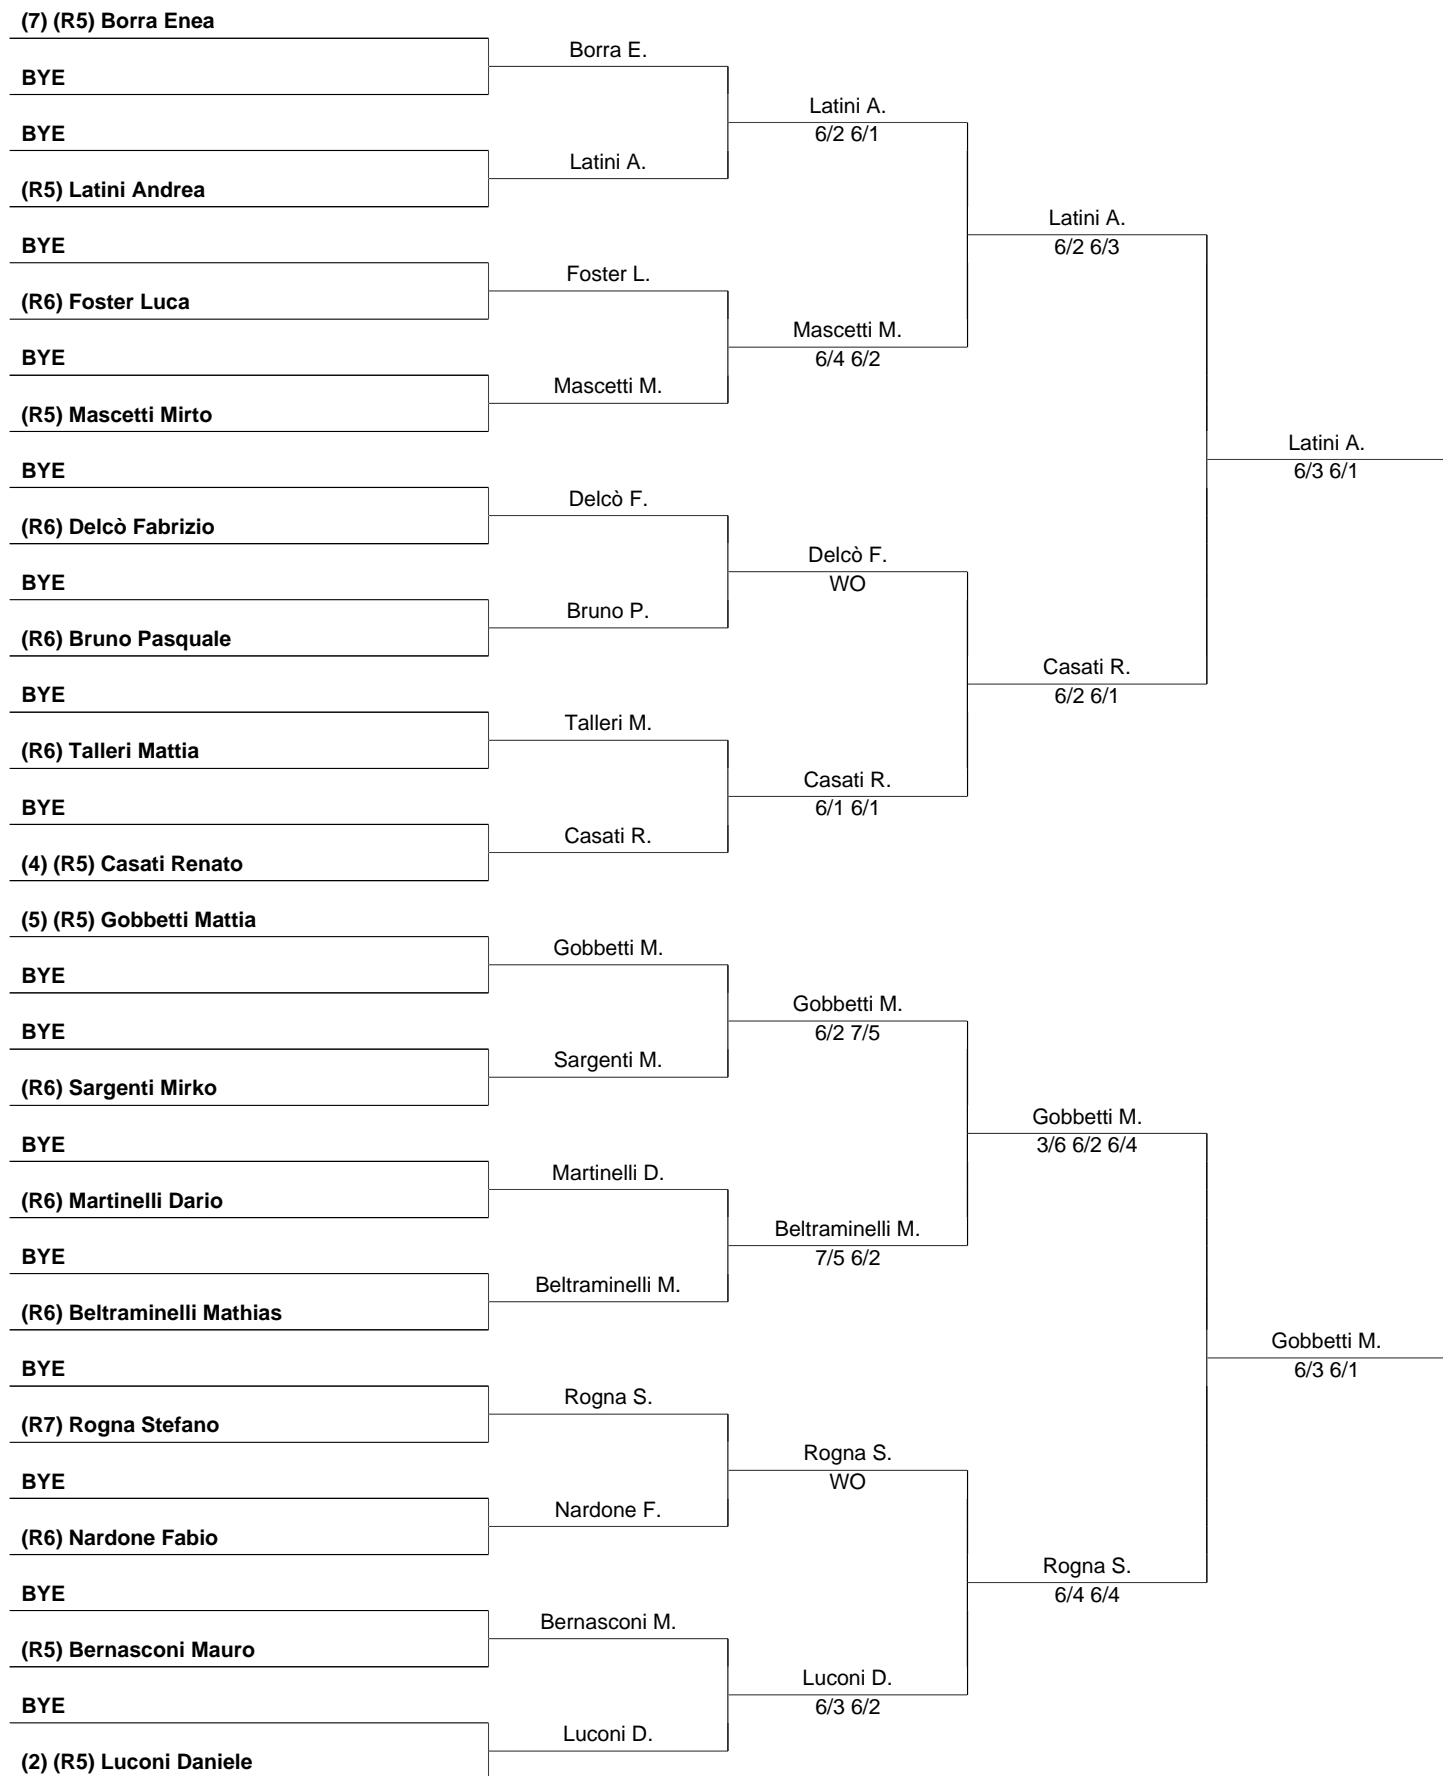 (7) (R5) Borra Enea
BYE
BYE
(R5) Latini Andrea
BYE
(R6) Foster Luca
BYE
(R5) Mascetti Mirto
BYE
(R6) Delcò Fabrizio
BYE
(R6) Bruno Pasquale
BYE
(R6) Talleri Mattia
BYE
(4) (R5) Casati Renato
(5) (R5) Gobbetti Mattia
BYE
BYE
(R6) Sargenti Mirko
BYE
(R6) Martinelli Dario
BYE
(R6) Beltraminelli Mathias
BYE
(R7) Rogna Stefano
BYE
(R6) Nardone Fabio
BYE
(R5) Bernasconi Mauro
BYE
(2) (R5) Luconi Daniele
Borra E.
Latini A.
Foster L.
Mascetti M.
Delcò F.
Bruno P.
Talleri M.
Casati R.
Gobbetti M.
Sargenti M.
Martinelli D.
Beltraminelli M.
Rogna S.
Nardone F.
Bernasconi M.
Luconi D.
Latini A.
6/2 6/1
Mascetti M.
6/4 6/2
Delcò F.
WO
Casati R.
6/1 6/1
Gobbetti M.
6/2 7/5
Beltraminelli M.
7/5 6/2
Rogna S.
WO
Luconi D.
6/3 6/2
Latini A.
6/2 6/3
Casati R.
6/2 6/1
Gobbetti M.
3/6 6/2 6/4
Rogna S.
6/4 6/4
Latini A.
6/3 6/1
Gobbetti M.
6/3 6/1